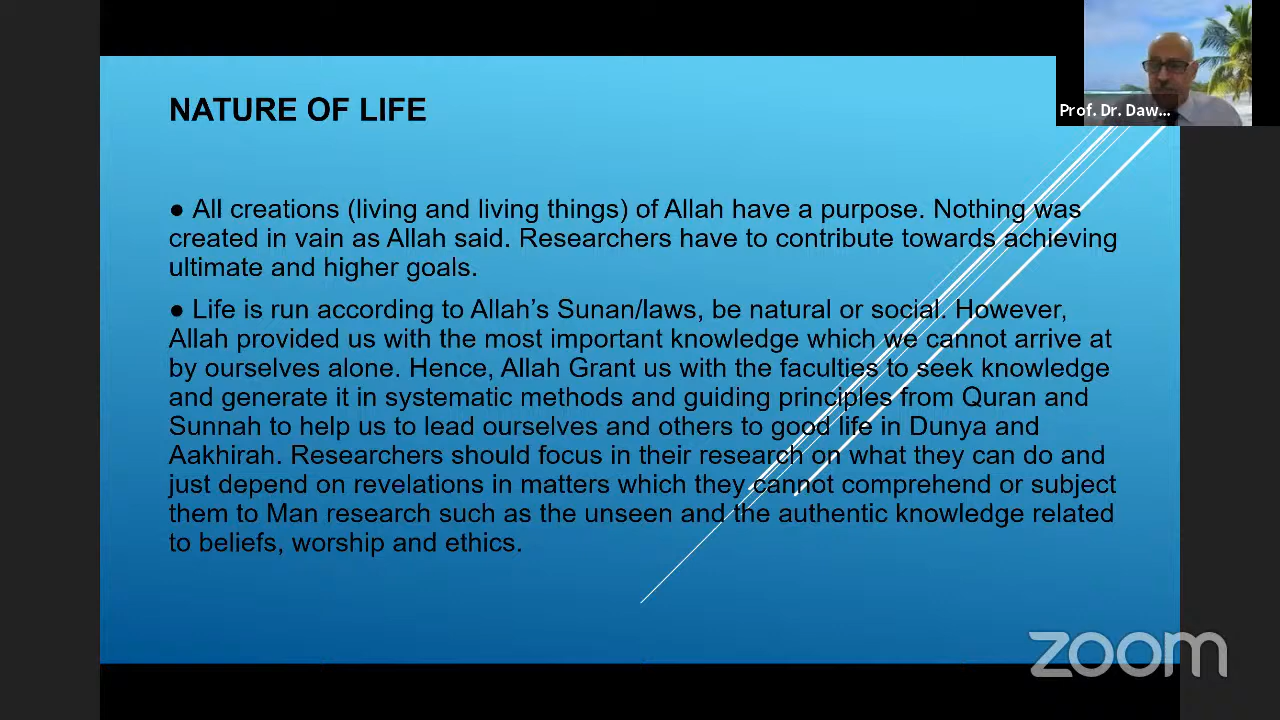 NATURE OF LIFE
Prof. Dr. Daw...
● All creations (living and living things) of Allah have a purpose. Nothing was
created in vain as Allah said. Researchers have to contribute towards achieving
ultimate and higher goals.
● Life is run according to Allah’s Sunan/laws, be natural or social. However,
Allah provided us with the most important knowledge which we cannot arrive at
by ourselves alone. Hence, Allah Grant us with the faculties to seek knowledge
and generate it in systematic methods and guiding principles from Quran and
Sunnah to help us to lead ourselves and others to good life in Dunya and
Aakhirah. Researchers should focus in their research on what they can do and
just depend on revelations in matters which they cannot comprehend or subject
them to Man research such as the unseen and the authentic knowledge related
to beliefs, worship and ethics.
zoom